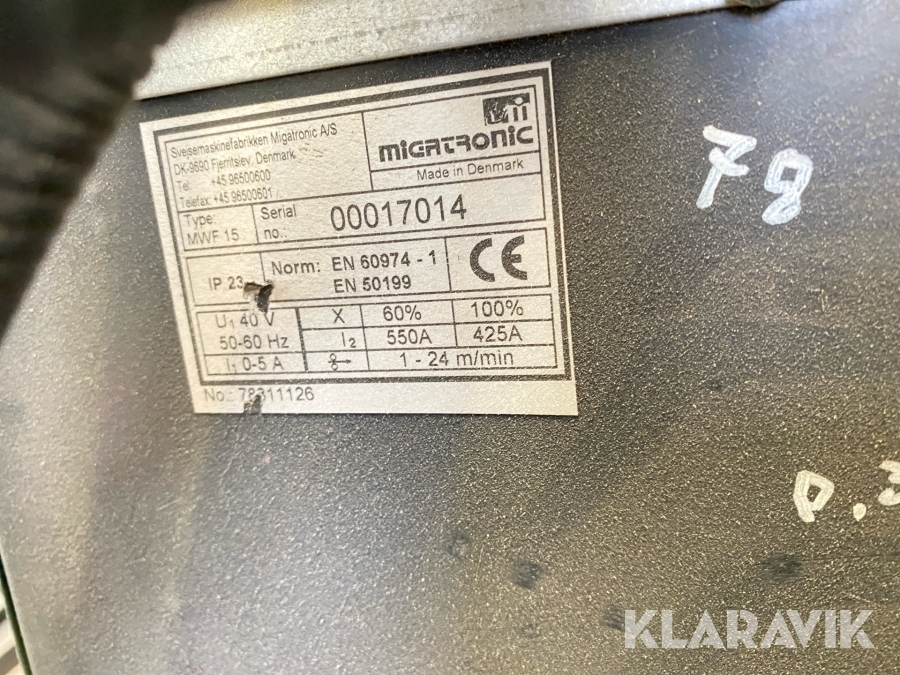 Svejsemaskinefabrikken Migatronic A/S
DK-9690 Fjerritslev, Denmark
Tel: +45 96500600
Telefax: +45 96500601
MIGATRONIC
Made in Denmark
Type: MWF 15
Serial no.: 00017014
IP 23
Norm: EN 60974 - 1
EN 50199
CE
U1 40 V
50-60 Hz
I1 0-5 A
X 60% 100%
I2 550A 425A
1 - 24 m/min
No.: 78311126
78
KLARAVIK